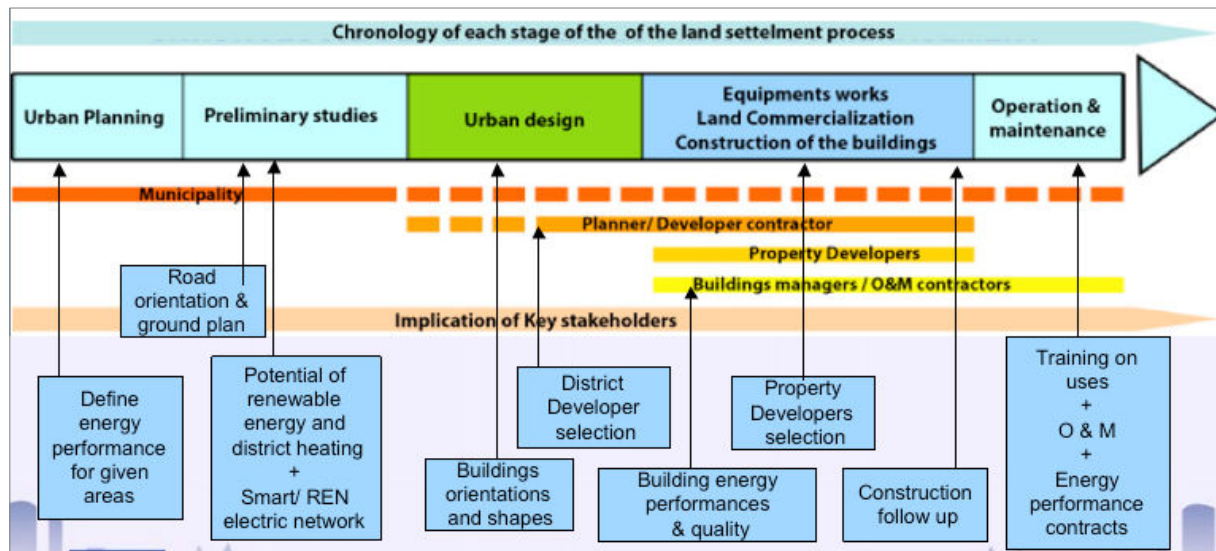 Chronology of each stage of the of the land settelment process
Urban Planning
Preliminary studies
Urban design
Equipments works
Land Commercialization
Construction of the buildings
Operation &
maintenance
Municipality
Planner/ Developer contractor
Property Developers
Buildings managers / O&M contractors
Road
orientation &
ground plan
Implication of Key stakeholders
Define
energy
performance
for given
areas
Potential of
renewable
energy and
district heating
+
Smart/ REN
electric network
Buildings
orientations
and shapes
District
Developer
selection
Building energy
performances
& quality
Property
Developers
selection
Construction
follow up
Training on
uses
+
O & M
+
Energy
performance
contracts